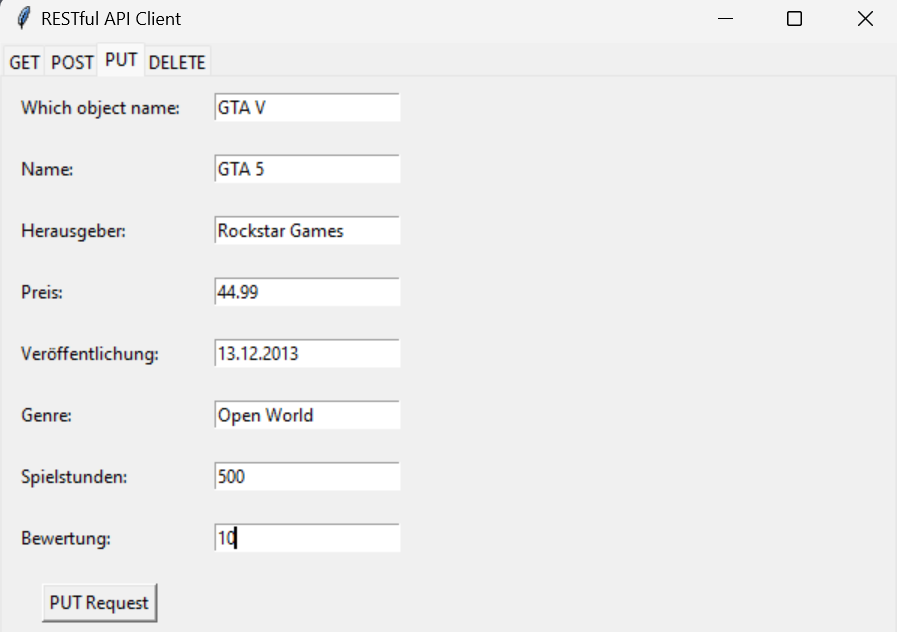 RESTful API Client
GET POST PUT DELETE
Which object name: GTA V
Name: GTA 5
Herausgeber: Rockstar Games
Preis: 44.99
Veröffentlichung: 13.12.2013
Genre: Open World
Spielstunden: 500
Bewertung: 10
PUT Request